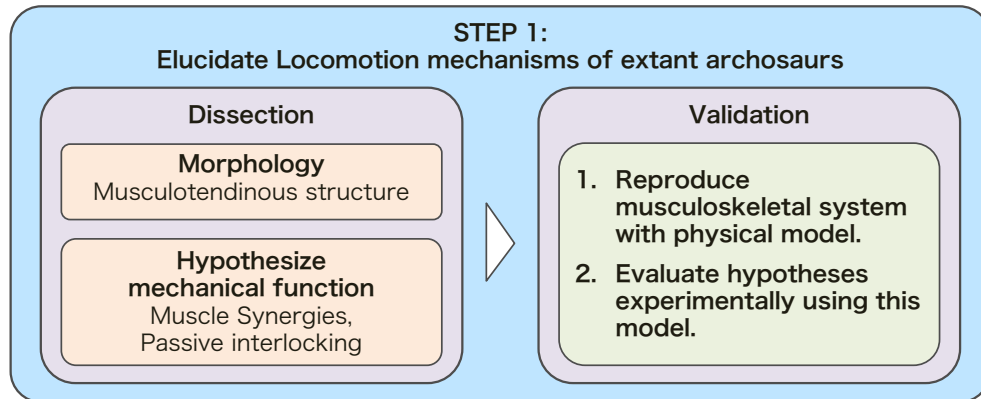 STEP 1:
Elucidate Locomotion mechanisms of extant archosaurs
Dissection
Morphology
Musculotendinous structure
Hypothesize
mechanical function
Muscle Synergies,
Passive interlocking
Validation
1. Reproduce
musculoskeletal system
with physical model.
2. Evaluate hypotheses
experimentally using this
model.